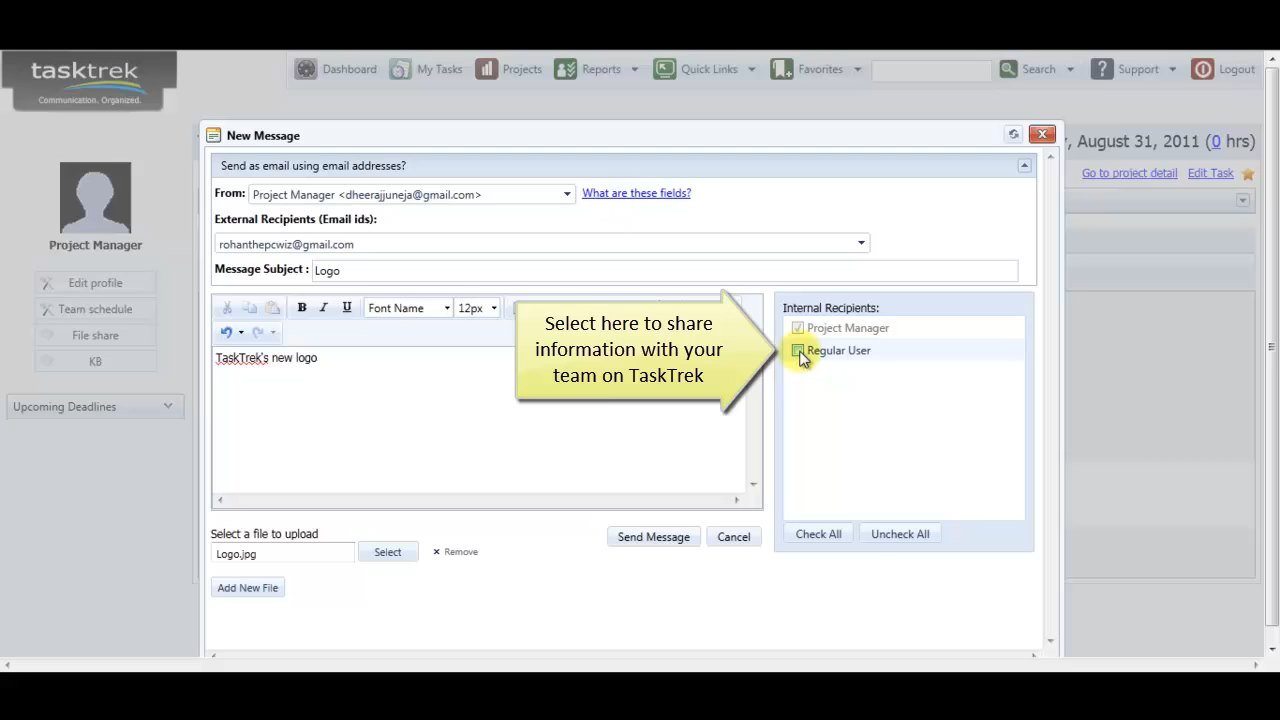 tasktrek
Communication. Organized.
Dashboard My Tasks Projects Reports Quick Links Favorites Search Support Logout
New Message
, August 31, 2011 (0 hrs)
Send as email using email addresses?
Go to project detail Edit Task
From: Project Manager <dheerajjuneja@gmail.com> What are these fields?
External Recipients (Email ids):
rohanthepcwiz@gmail.com
Project Manager
Message Subject : Logo
Edit profile
Team schedule
File share
KB
Upcoming Deadlines
B I U Font Name 12px
TaskTrek's new logo
Select here to share
information with your
team on TaskTrek
Internal Recipients:
Project Manager
Regular User
Select a file to upload
Logo.jpg Select × Remove
Send Message Cancel
Check All Uncheck All
Add New File